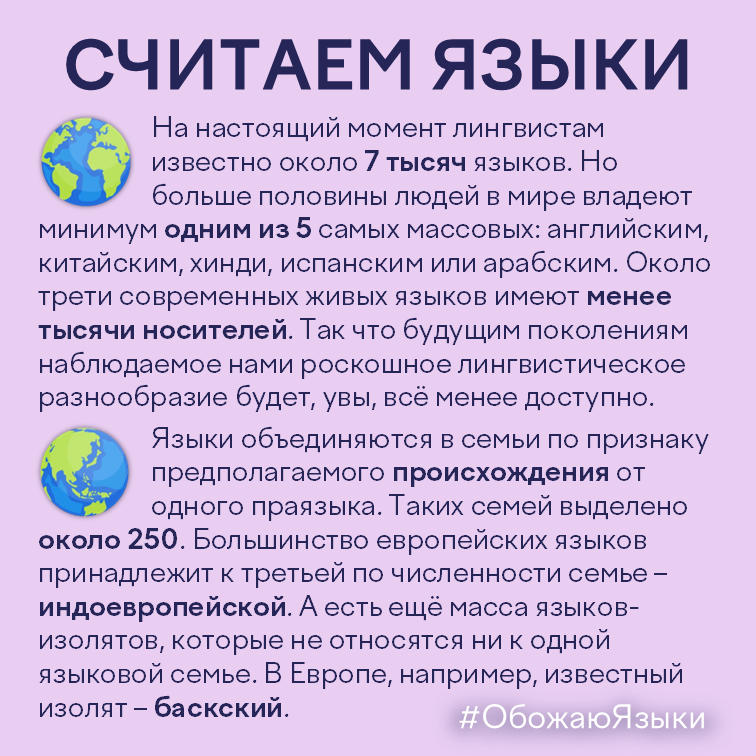 СЧИТАЕМ ЯЗЫКИ
На настоящий момент лингвистам
известно около 7 тысяч языков. Но
больше половины людей в мире владеют
минимум одним из 5 самых массовых: английским,
китайским, хинди, испанским или арабским. Около
трети современных живых языков имеют менее
тысячи носителей. Так что будущим поколениям
наблюдаемое нами роскошное лингвистическое
разнообразие будет, увы, всё менее доступно.
Языки объединяются в семьи по признаку
предполагаемого происхождения от
одного праязыка. Таких семей выделено
около 250. Большинство европейских языков
принадлежит к третьей по численности семье –
индоевропейской. А есть ещё масса языков-
изолятов, которые не относятся ни к одной
языковой семье. В Европе, например, известный
изолят – баскский.
#ОбожаюЯзыки